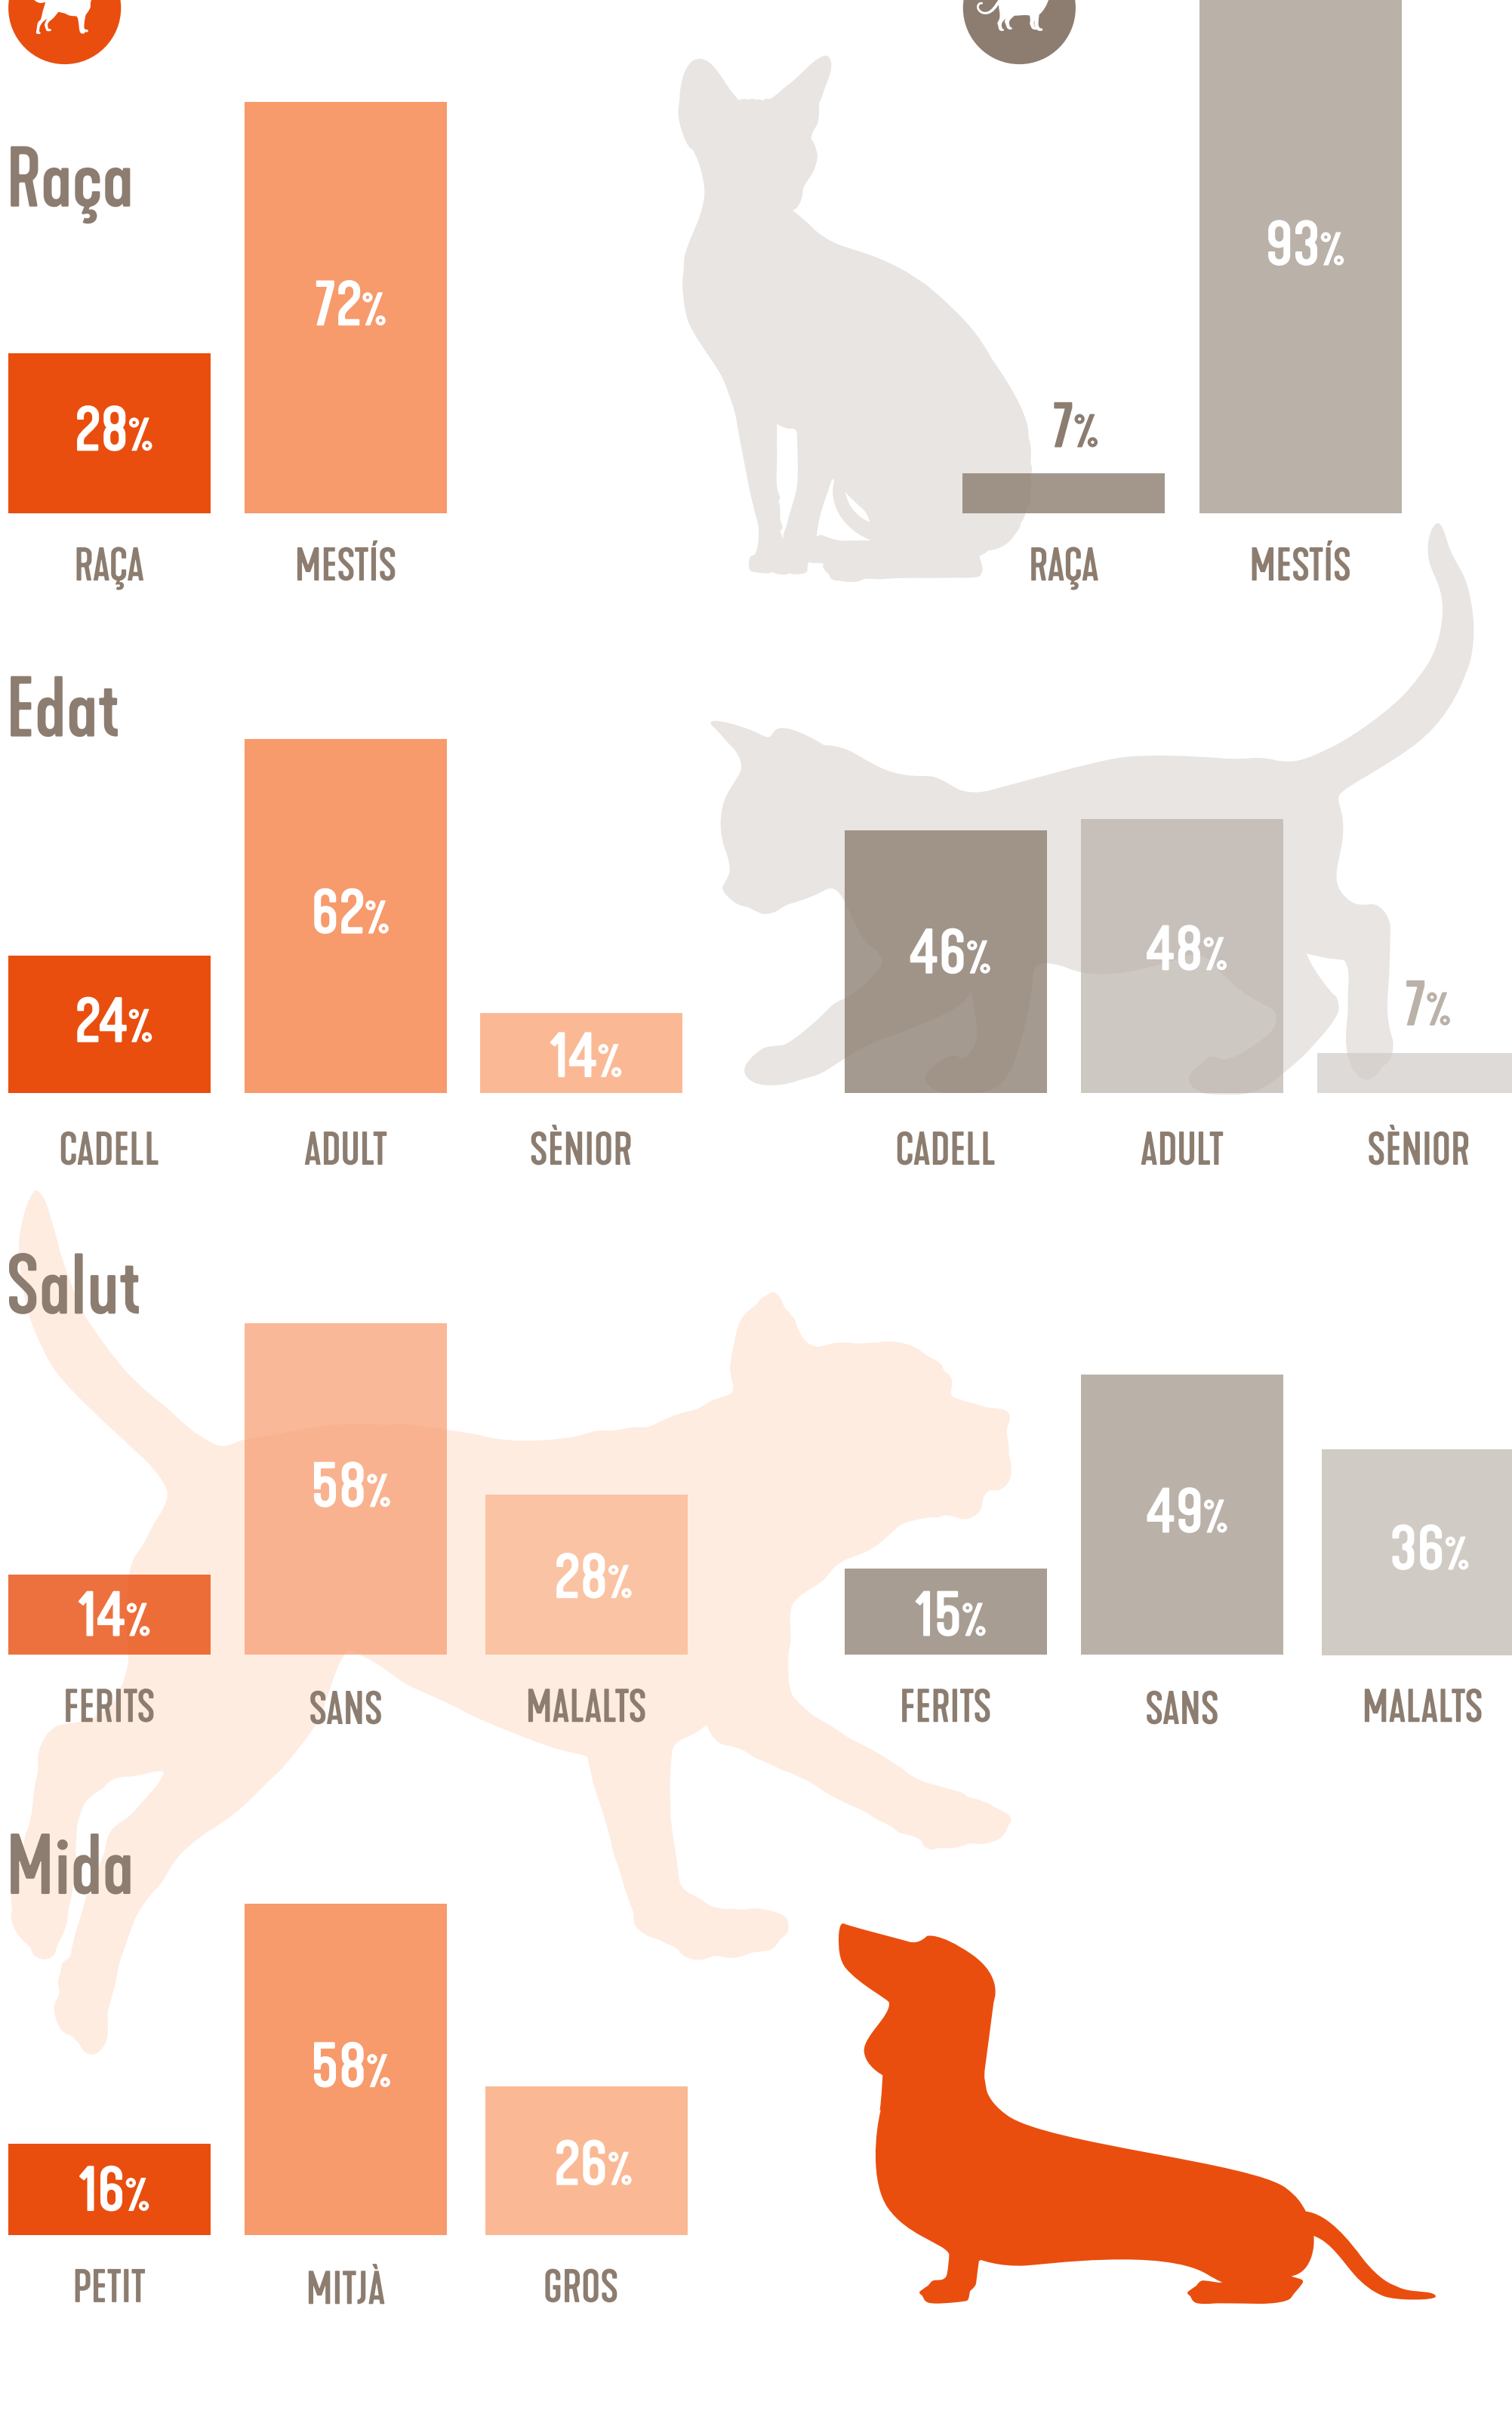 Raça
28%
72%
RAÇA
MESTÍS
7%
93%
RAÇA
MESTÍS
Edat
24%
62%
14%
CADELL
ADULT
SÈNIOR
46%
48%
7%
CADELL
ADULT
SÈNIOR
Salut
14%
58%
28%
FERITS
SANS
MALALTS
15%
49%
36%
FERITS
SANS
MALALTS
Mida
16%
58%
26%
PETIT
MITJÀ
GROS